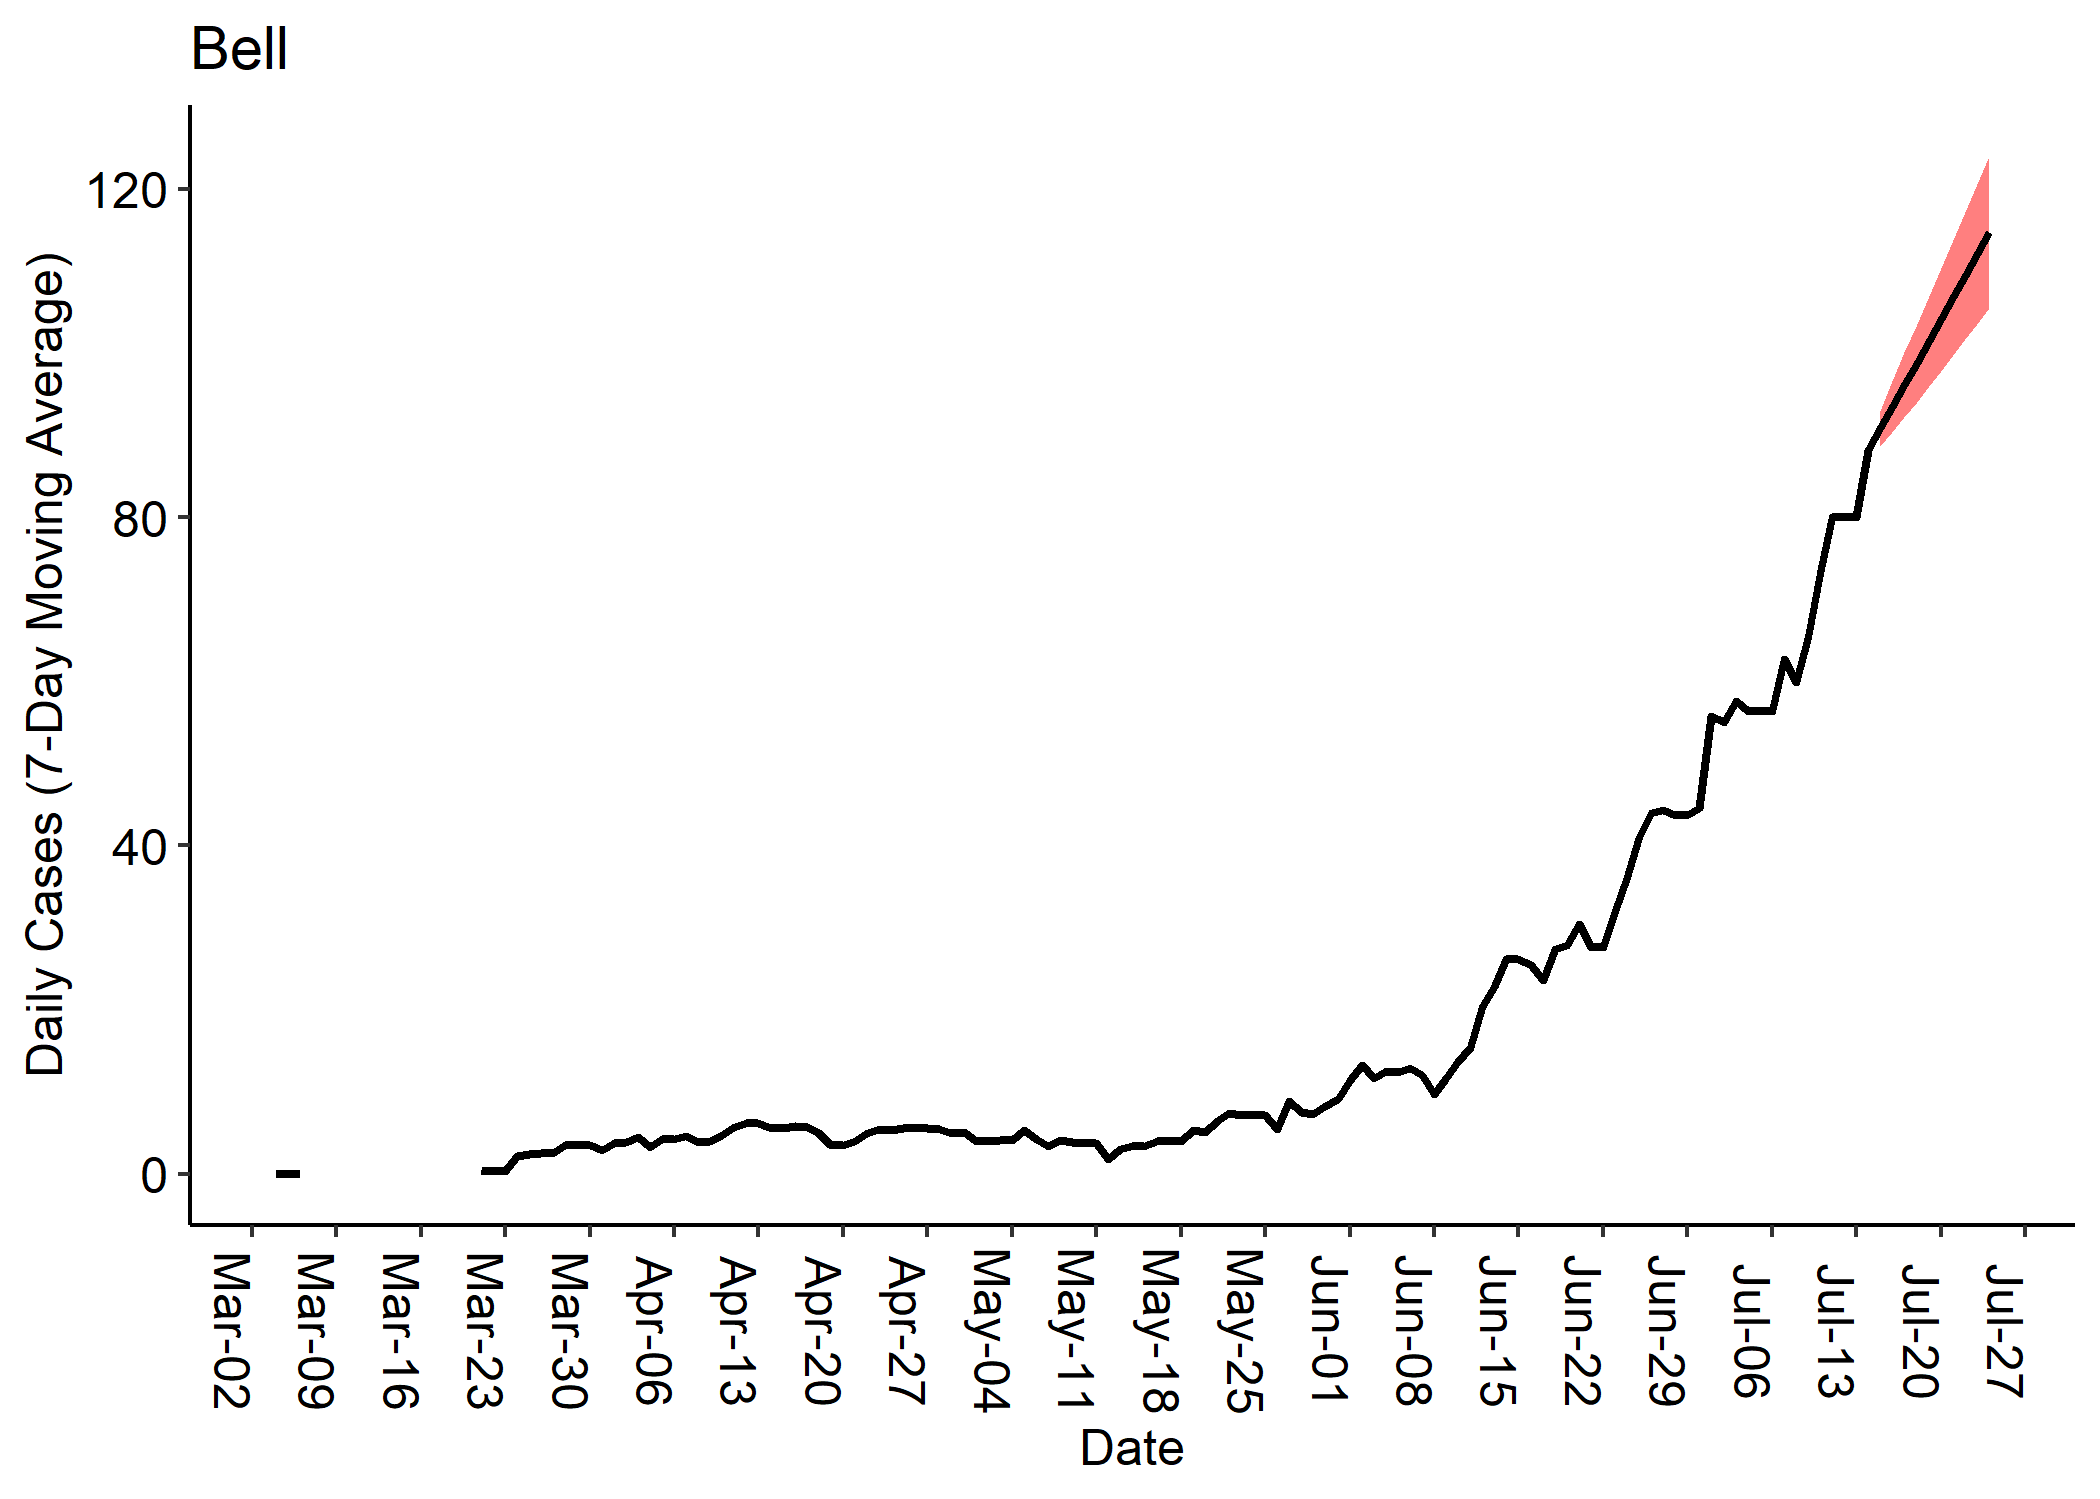 Bell
Daily Cases (7-Day Moving Average)
120
80
40
0
Mar-02
Mar-09
Mar-16
Mar-23
Mar-30
Apr-06
Apr-13
Apr-20
Apr-27
May-04
May-11
May-18
May-25
Jun-01
Jun-08
Jun-15
Jun-22
Jun-29
Jul-06
Jul-13
Jul-20
Jul-27
Date